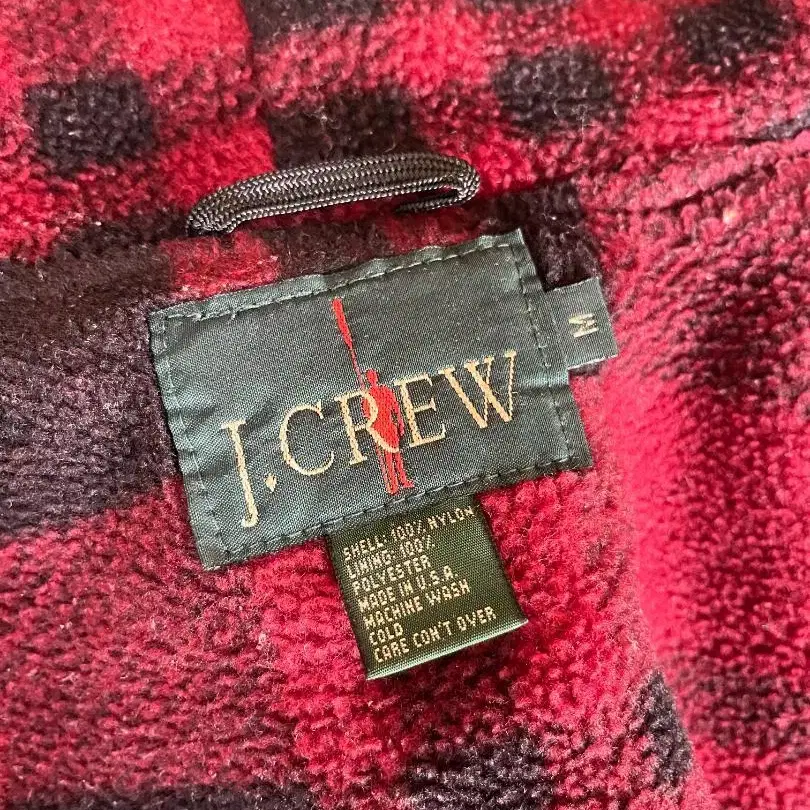 J.CREW
M
SHELL: 100% NYLON
LINING: 100%
POLYESTER
MADE IN U.S.A.
MACHINE WASH
COLD
CARE CON'T OVER